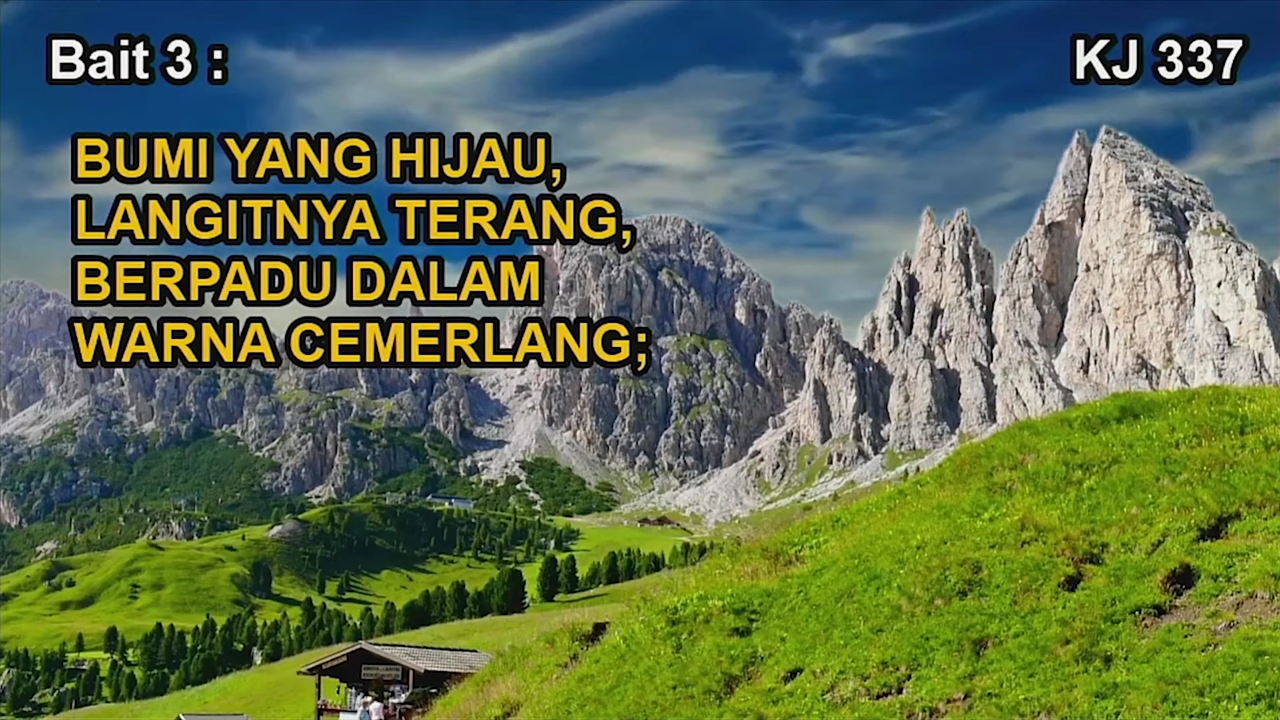 Bait 3 :
KJ 337
BUMI YANG HIJAU,
LANGITNYA TERANG,
BERPADU DALAM
WARNA CEMERLANG;